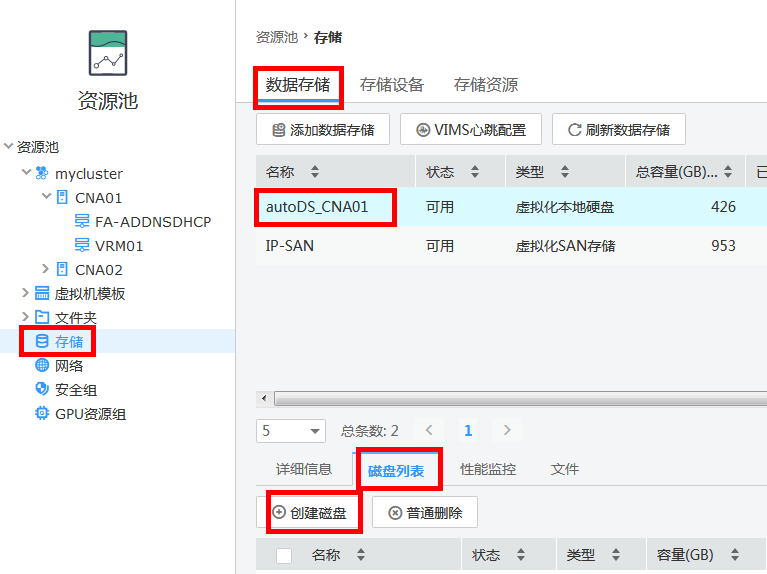 资源池
资源池
mycluster
CNA01
FA-ADDNSDHCP
VRM01
CNA02
虚拟机模板
文件夹
存储
网络
安全组
GPU资源组
资源池 > 存储
数据存储 存储设备 存储资源
添加数据存储 VIMS心跳配置 刷新数据存储
名称 状态 类型 总容量(GB)... 已
autoDS_CNA01 可用 虚拟化本地硬盘 426
IP-SAN 可用 虚拟化SAN存储 953
5 总条数: 2 < 1 >
详细信息 磁盘列表 性能监控 文件
创建磁盘 普通删除
名称 状态 类型 容量(GB)